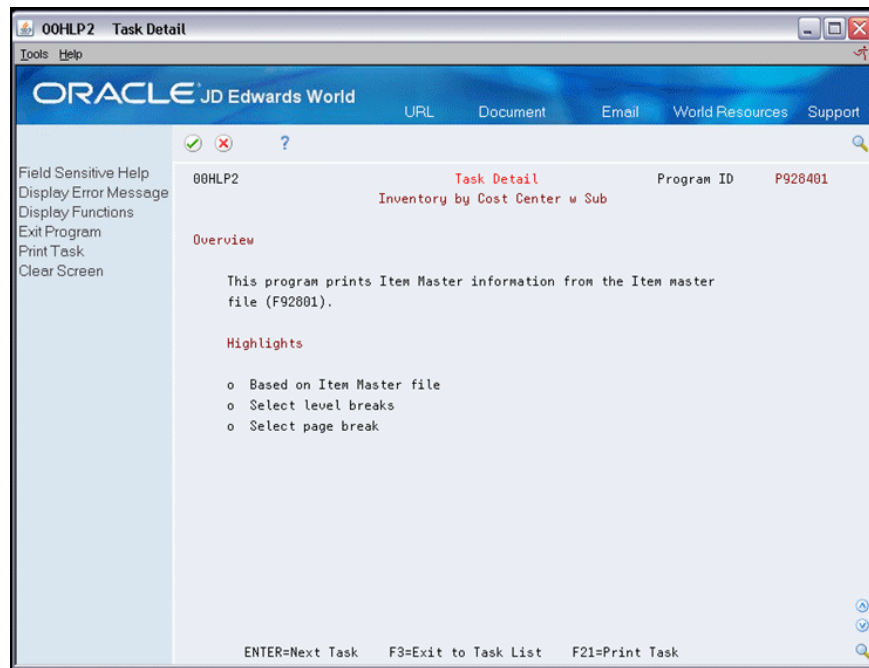 00HLP2 Task Detail
Tools Help
ORACLE JD Edwards World
URL Document Email World Resources Support
?
Field Sensitive Help
Display Error Message
Display Functions
Exit Program
Print Task
Clear Screen
00HLP2 Task Detail Program ID P928401
Inventory by Cost Center w Sub
Overview
This program prints Item Master information from the Item master
file (F92801).
Highlights
o Based on Item Master file
o Select level breaks
o Select page break
ENTER=Next Task F3=Exit to Task List F21=Print Task